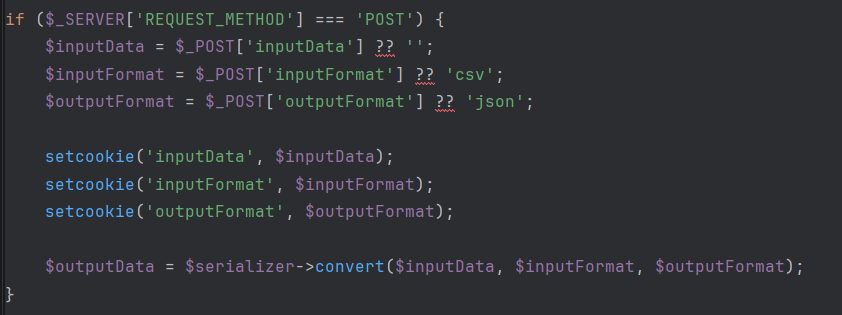 if ($_SERVER['REQUEST_METHOD'] === 'POST') {
    $inputData = $_POST['inputData'] ?? '';
    $inputFormat = $_POST['inputFormat'] ?? 'csv';
    $outputFormat = $_POST['outputFormat'] ?? 'json';

    setcookie('inputData', $inputData);
    setcookie('inputFormat', $inputFormat);
    setcookie('outputFormat', $outputFormat);

    $outputData = $serializer->convert($inputData, $inputFormat, $outputFormat);
}